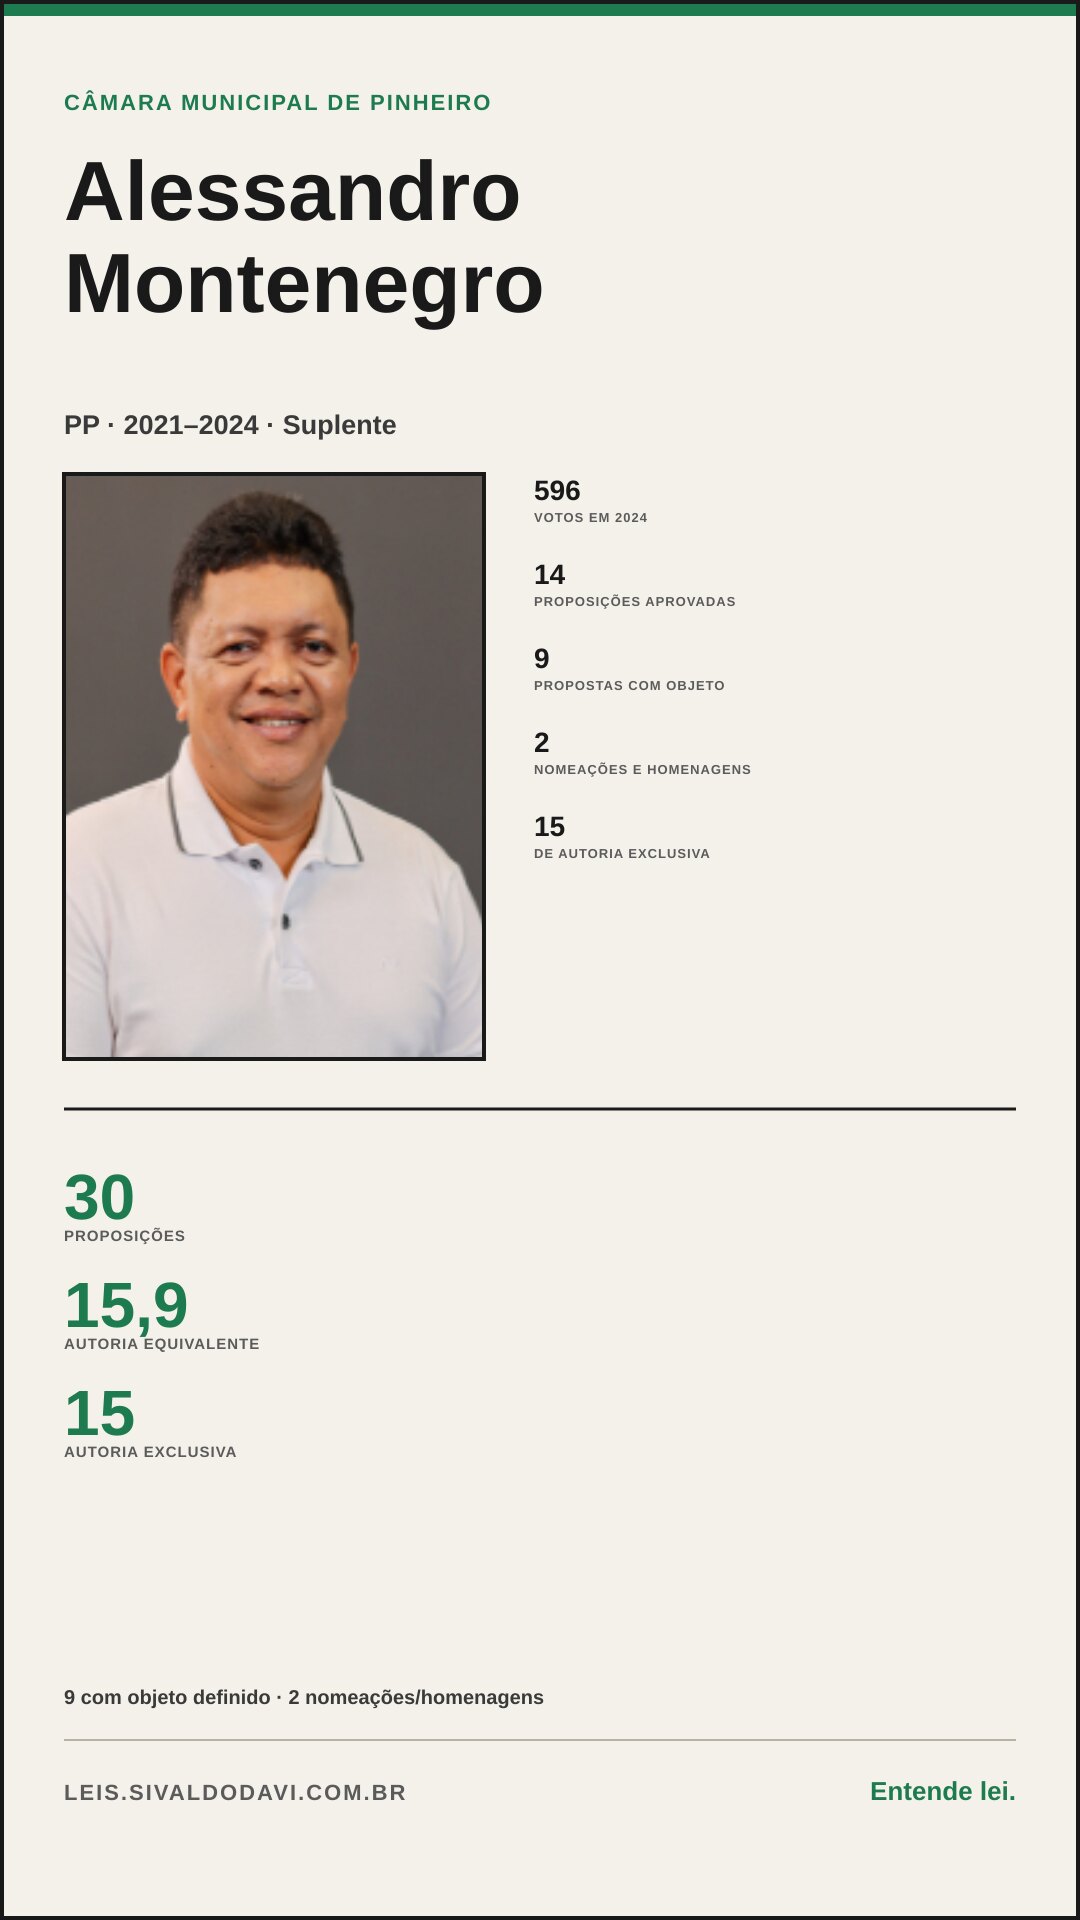 CÂMARA MUNICIPAL DE PINHEIRO
Alessandro
Montenegro
PP · 2021–2024 · Suplente
596
VOTOS EM 2024
14
PROPOSIÇÕES APROVADAS
9
PROPOSTAS COM OBJETO
2
NOMEAÇÕES E HOMENAGENS
15
DE AUTORIA EXCLUSIVA
30
PROPOSIÇÕES
15,9
AUTORIA EQUIVALENTE
15
AUTORIA EXCLUSIVA
9 com objeto definido · 2 nomeações/homenagens
LEIS.SIVALDODAVI.COM.BR
Entende lei.